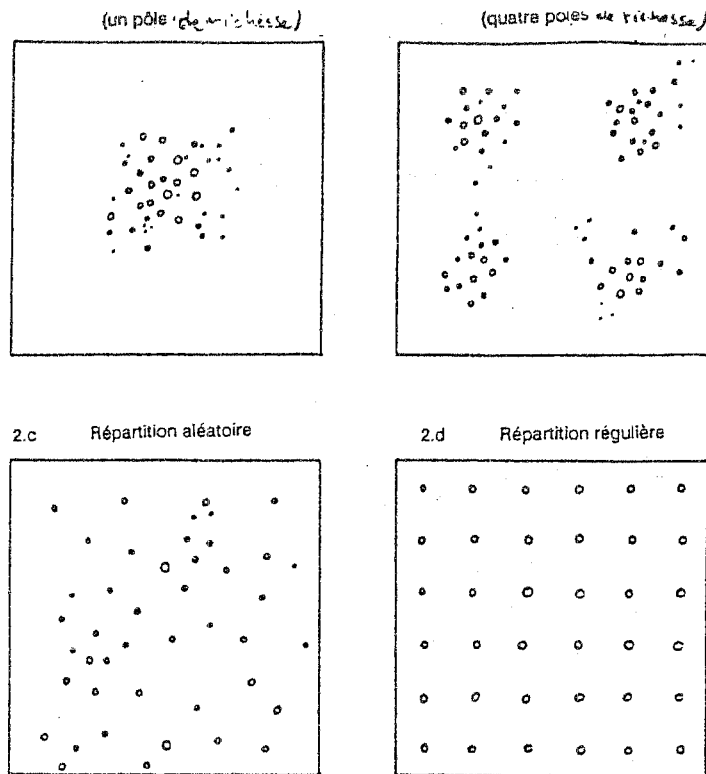 (un pôle de richesse)
(quatre poles de richesse)
2.c Répartition aléatoire
2.d Répartition régulière